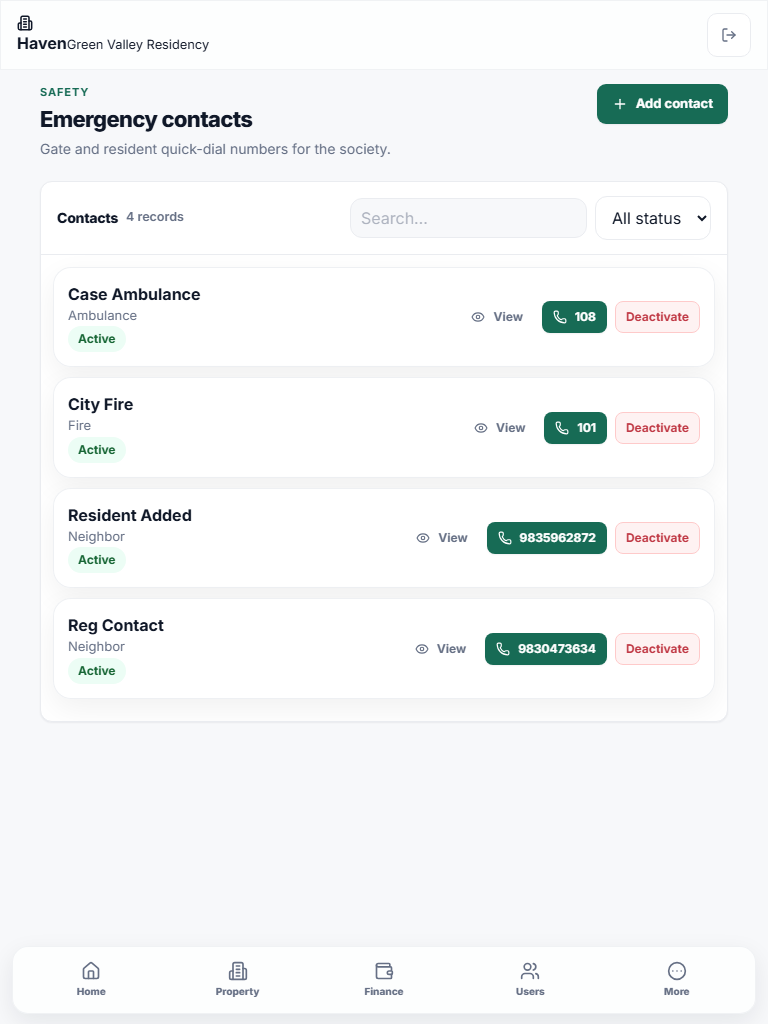 HavenGreen Valley Residency
SAFETY
Emergency contacts
Gate and resident quick-dial numbers for the society.
Add contact
Contacts 4 records
Search...
All status
Case Ambulance
Ambulance
Active
View
108
Deactivate
City Fire
Fire
Active
View
101
Deactivate
Resident Added
Neighbor
Active
View
9835962872
Deactivate
Reg Contact
Neighbor
Active
View
9830473634
Deactivate
Home
Property
Finance
Users
More